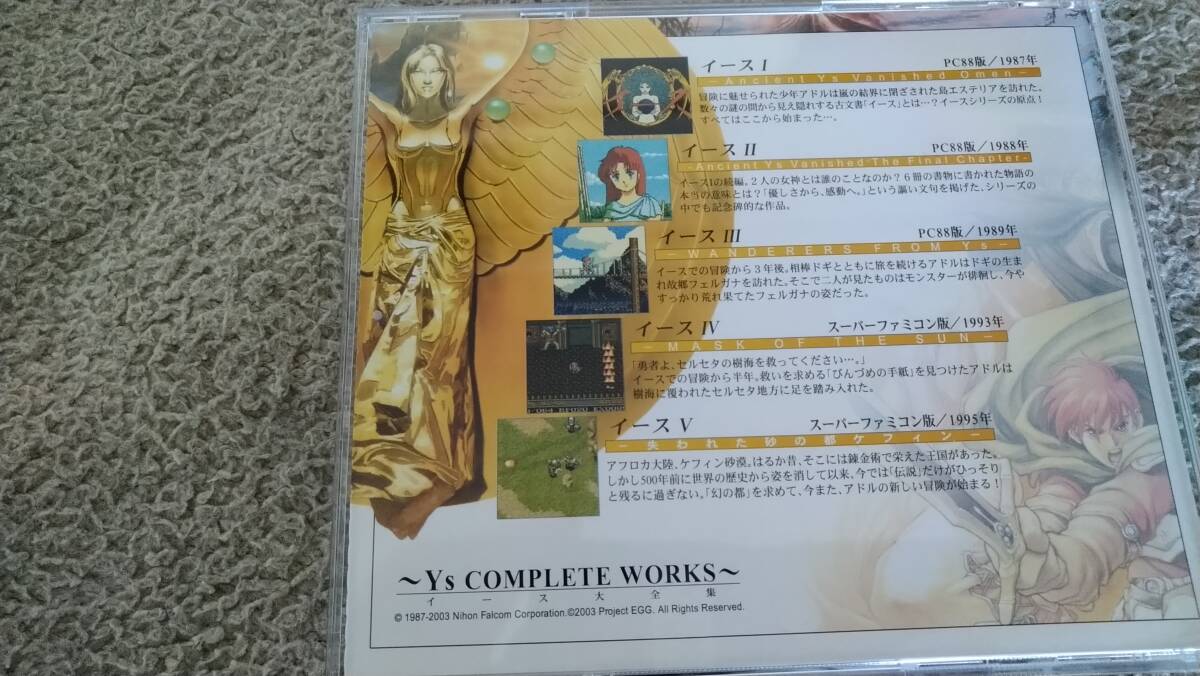 イース I PC88版／1987年
－Ancient Ys Vanished Omen－
冒険に魅せられた少年アドルは嵐の結界に閉ざされた島エステリアを訪れた。
数々の謎の間から見え隠れする古文書「イース」とは…？イースシリーズの原点！
すべてはここから始まった…。
イース II PC88版／1988年
-Ancient Ys Vanished The Final Chapter-
イースIの続編。2人の女神とは誰のことなのか？6冊の書物に書かれた物語の
本当の意味とは？「優しさから、感動へ。」という謳い文句を掲げた、シリーズの
中でも記念碑的な作品。
イース III PC88版／1989年
－WANDERERS FROM Ys－
イースでの冒険から3年後。相棒ドギとともに旅を続けるアドルはドギの生ま
れ故郷フェルガナを訪れた。そこで二人が見たものはモンスターが徘徊し、今や
すっかり荒れ果てたフェルガナの姿だった。
イース IV スーパーファミコン版／1993年
－MASK OF THE SUN－
「勇者よ、セルセタの樹海を救ってください…。」
イースでの冒険から半年。救いを求める「びんづめの手紙」を見つけたアドルは
樹海に覆われたセルセタ地方に足を踏み入れた。
イース V スーパーファミコン版／1995年
－失われた砂の都ケフィン－
アフロカ大陸、ケフィン砂漠。はるか昔、そこには錬金術で栄えた王国があった。
しかし500年前に世界の歴史から姿を消して以来、今では「伝説」だけがひっそり
と残るに過ぎない。「幻の都」を求めて、今また、アドルの新しい冒険が始まる！
～Ys COMPLETE WORKS～
イース大全集
© 1987-2003 Nihon Falcom Corporation.©2003 Project EGG. All Rights Reserved.